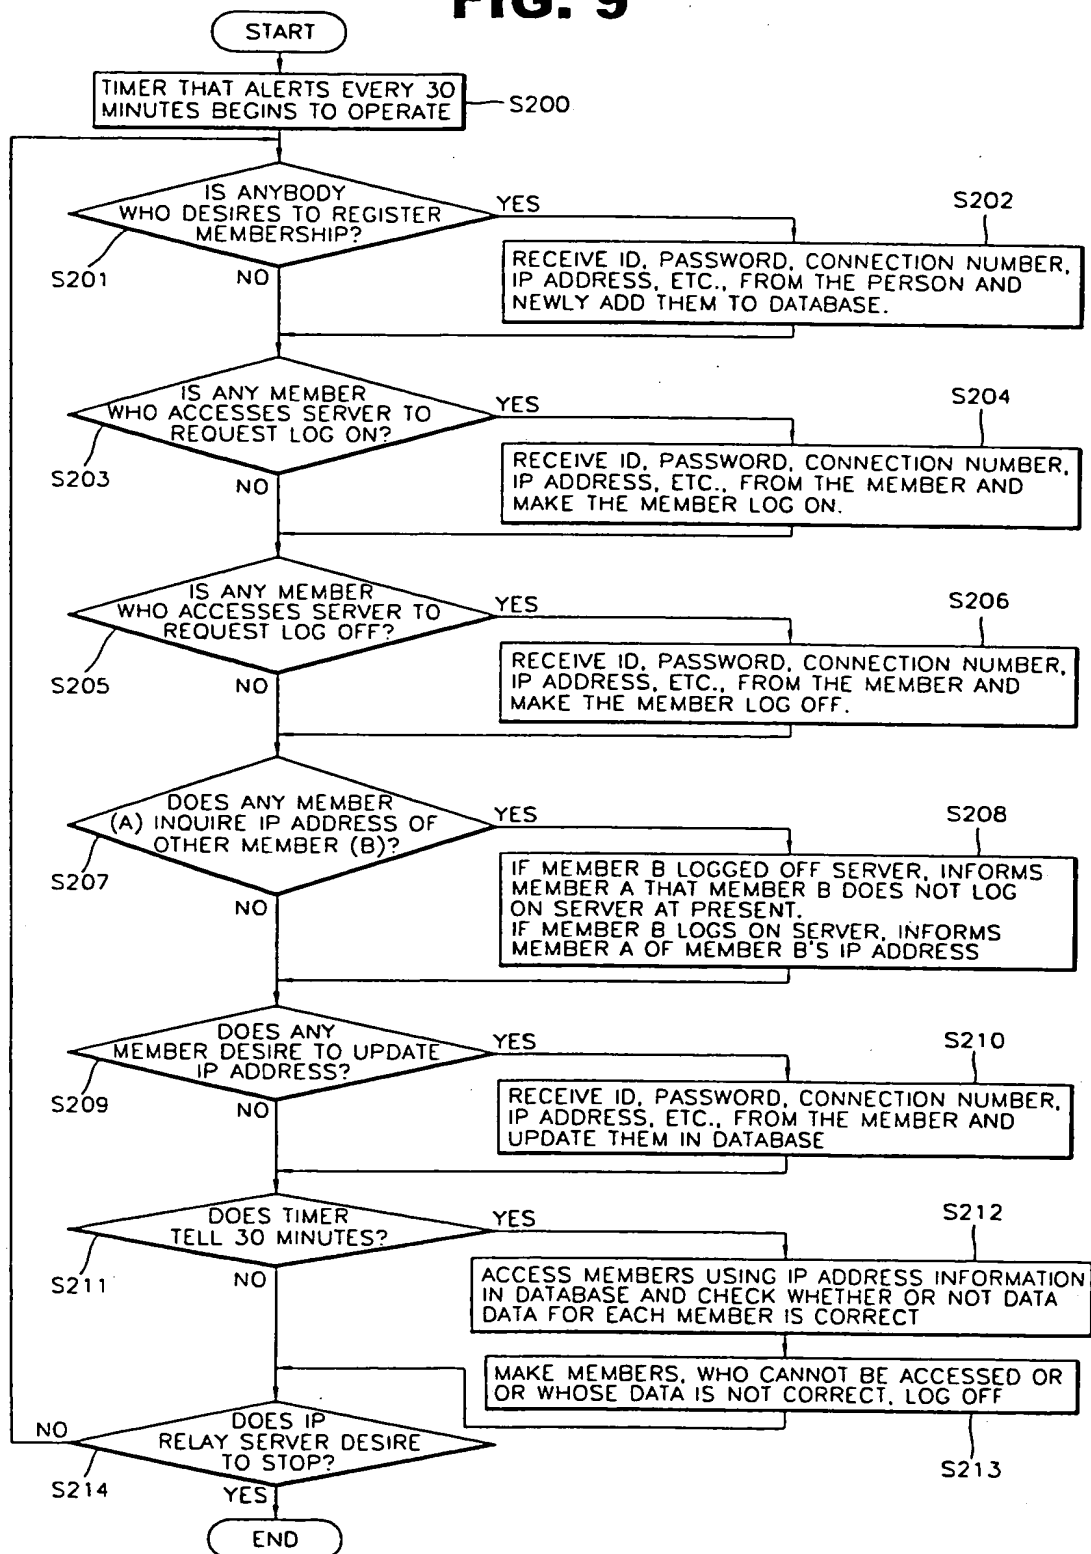 FIG. 9
START
TIMER THAT ALERTS EVERY 30
MINUTES BEGINS TO OPERATE
S200
IS ANYBODY
WHO DESIRES TO REGISTER
MEMBERSHIP?
YES
S202
S201
NO
RECEIVE ID, PASSWORD, CONNECTION NUMBER,
IP ADDRESS, ETC., FROM THE PERSON AND
NEWLY ADD THEM TO DATABASE.
IS ANY MEMBER
WHO ACCESSES SERVER TO
REQUEST LOG ON?
YES
S204
S203
NO
RECEIVE ID, PASSWORD, CONNECTION NUMBER,
IP ADDRESS, ETC., FROM THE MEMBER AND
MAKE THE MEMBER LOG ON.
IS ANY MEMBER
WHO ACCESSES SERVER TO
REQUEST LOG OFF?
YES
S206
S205
NO
RECEIVE ID, PASSWORD, CONNECTION NUMBER,
IP ADDRESS, ETC., FROM THE MEMBER AND
MAKE THE MEMBER LOG OFF.
DOES ANY MEMBER
(A) INQUIRE IP ADDRESS OF
OTHER MEMBER (B)?
YES
S208
S207
NO
IF MEMBER B LOGGED OFF SERVER, INFORMS
MEMBER A THAT MEMBER B DOES NOT LOG
ON SERVER AT PRESENT.
IF MEMBER B LOGS ON SERVER, INFORMS
MEMBER A OF MEMBER B'S IP ADDRESS
DOES ANY
MEMBER DESIRE TO UPDATE
IP ADDRESS?
YES
S210
S209
NO
RECEIVE ID, PASSWORD, CONNECTION NUMBER,
IP ADDRESS, ETC., FROM THE MEMBER AND
UPDATE THEM IN DATABASE
DOES TIMER
TELL 30 MINUTES?
YES
S212
S211
NO
ACCESS MEMBERS USING IP ADDRESS INFORMATION
IN DATABASE AND CHECK WHETHER OR NOT DATA
DATA FOR EACH MEMBER IS CORRECT
MAKE MEMBERS, WHO CANNOT BE ACCESSED OR
OR WHOSE DATA IS NOT CORRECT, LOG OFF
S213
NO
DOES IP
RELAY SERVER DESIRE
TO STOP?
S214
YES
END